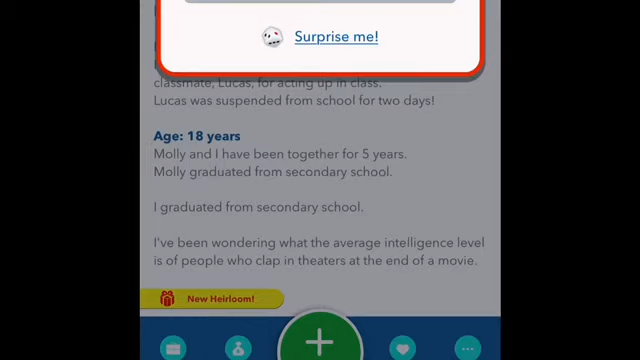 Surprise me!
classmate, Lucas, for acting up in class.
Lucas was suspended from school for two days!
Age: 18 years
Molly and I have been together for 5 years.
Molly graduated from secondary school.
I graduated from secondary school.
I've been wondering what the average intelligence level
is of people who clap in theaters at the end of a movie.
New Heirloom!